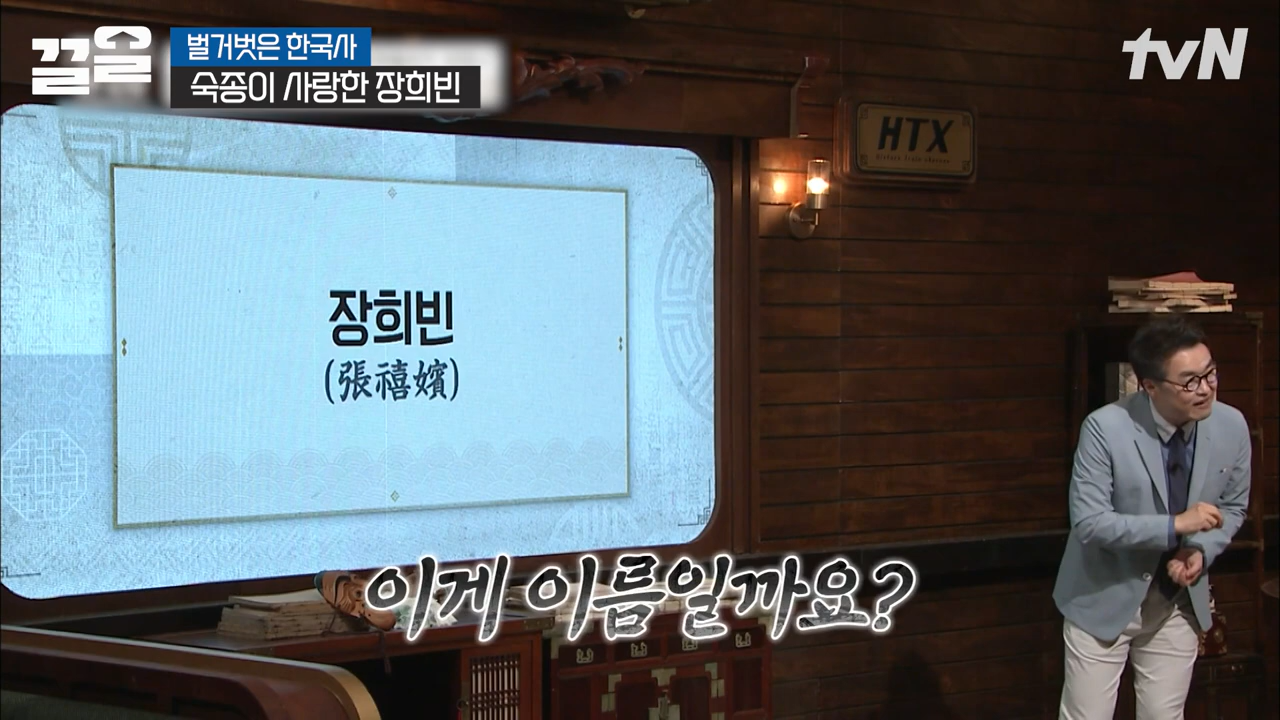 끌올
벌거벗은 한국사
숙종이 사랑한 장희빈
tvN
HTX
장희빈
(張禧嬪)
이게 이름일까요?